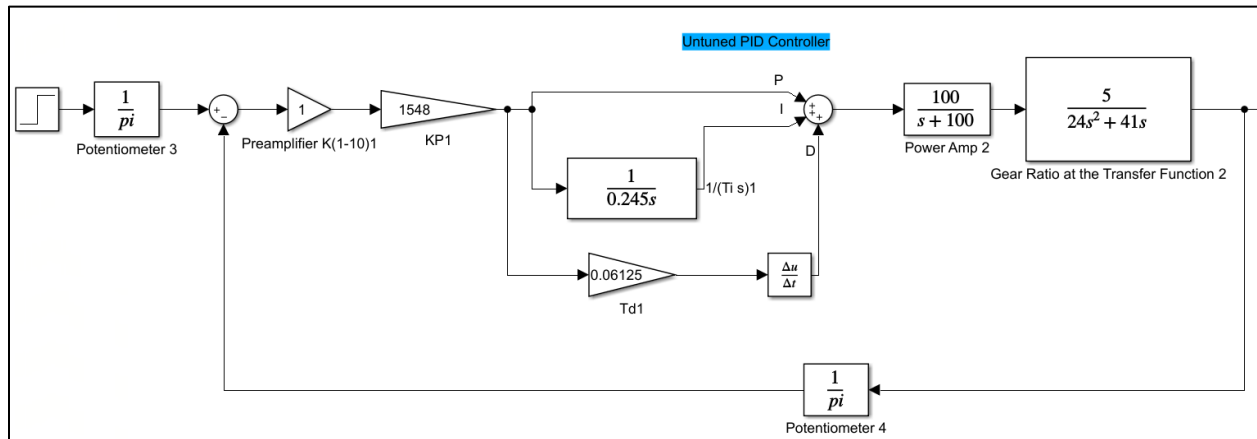 Untuned PID Controller
1
pi
Potentiometer 3
+
−
1
Preamplifier K(1-10)1
1548
KP1
P
I
D
+
+
+
1
0.245s
1/(Ti s)1
0.06125
Td1
Δu
Δt
100
s + 100
Power Amp 2
5
24s² + 41s
Gear Ratio at the Transfer Function 2
1
pi
Potentiometer 4